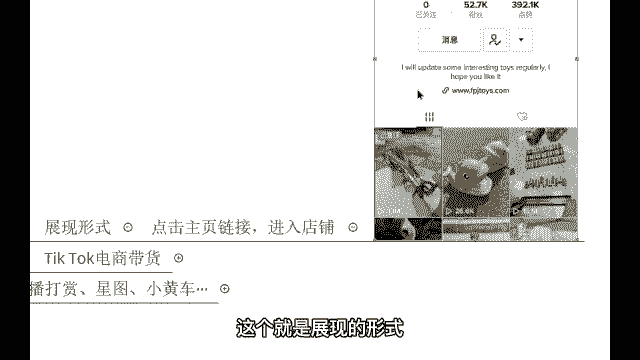 0 52.7K 392.1K
已关注 粉丝 点赞
消息
I will update some interesting toys regularly, I
hope you like it
www.fpjtoys.com
展现形式 点击主页链接，进入店铺
Tik Tok电商带货
播打赏、星图、小黄车…
这个就是展现的形式